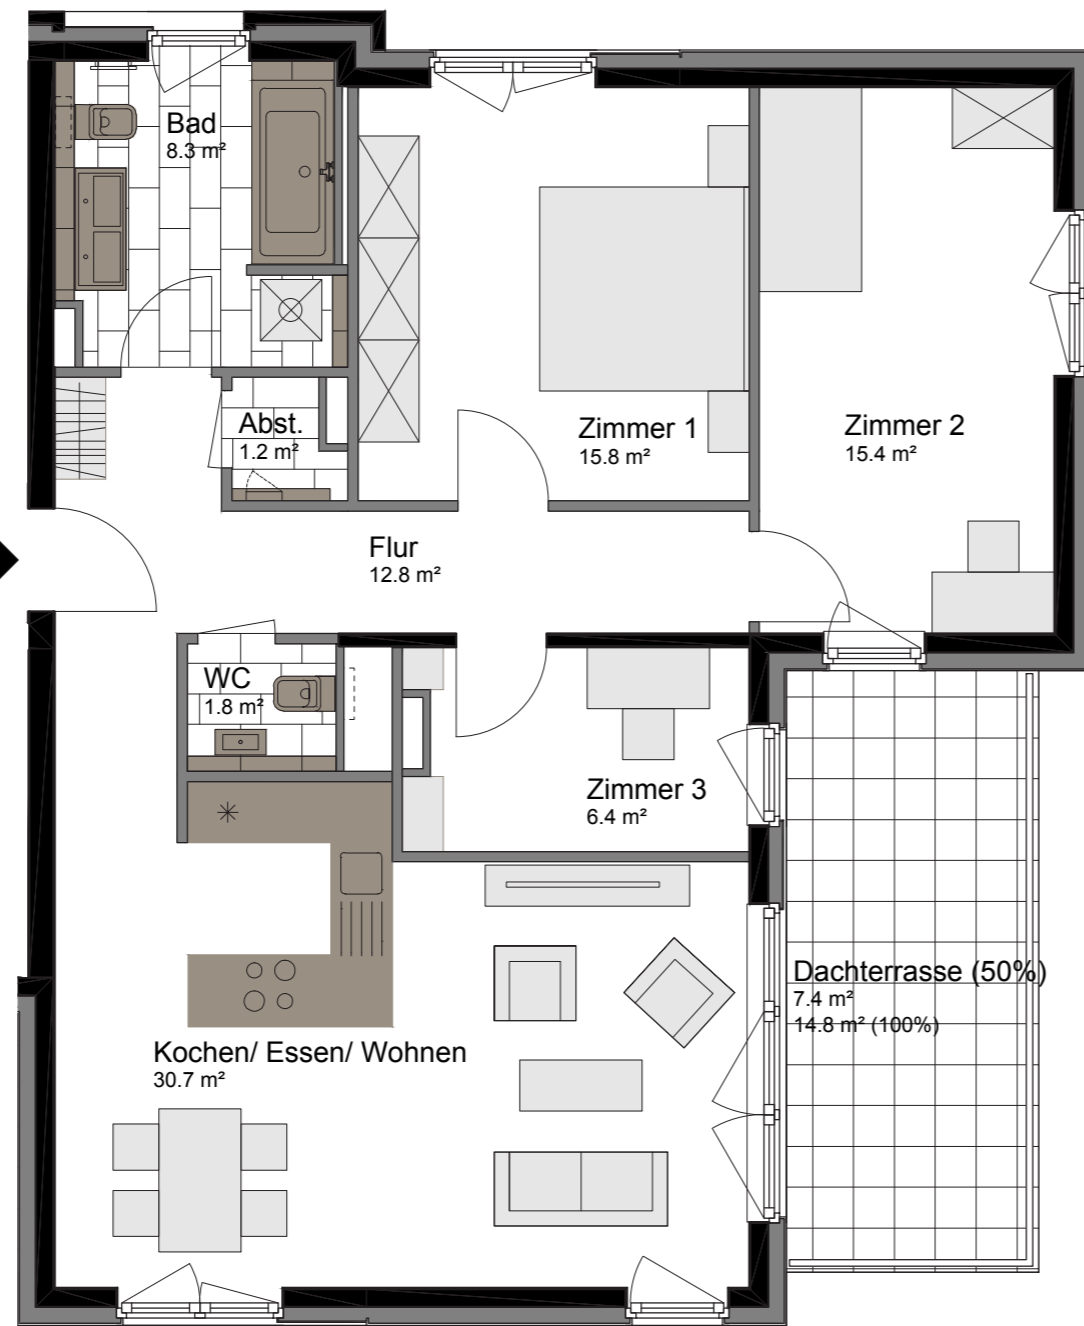 Bad
8.3 m²
Zimmer 1
15.8 m²
Zimmer 2
15.4 m²
Abst.
1.2 m²
Flur
12.8 m²
WC
1.8 m²
Zimmer 3
6.4 m²
Dachterrasse (50%)
7.4 m²
14.8 m² (100%)
Kochen/ Essen/ Wohnen
30.7 m²